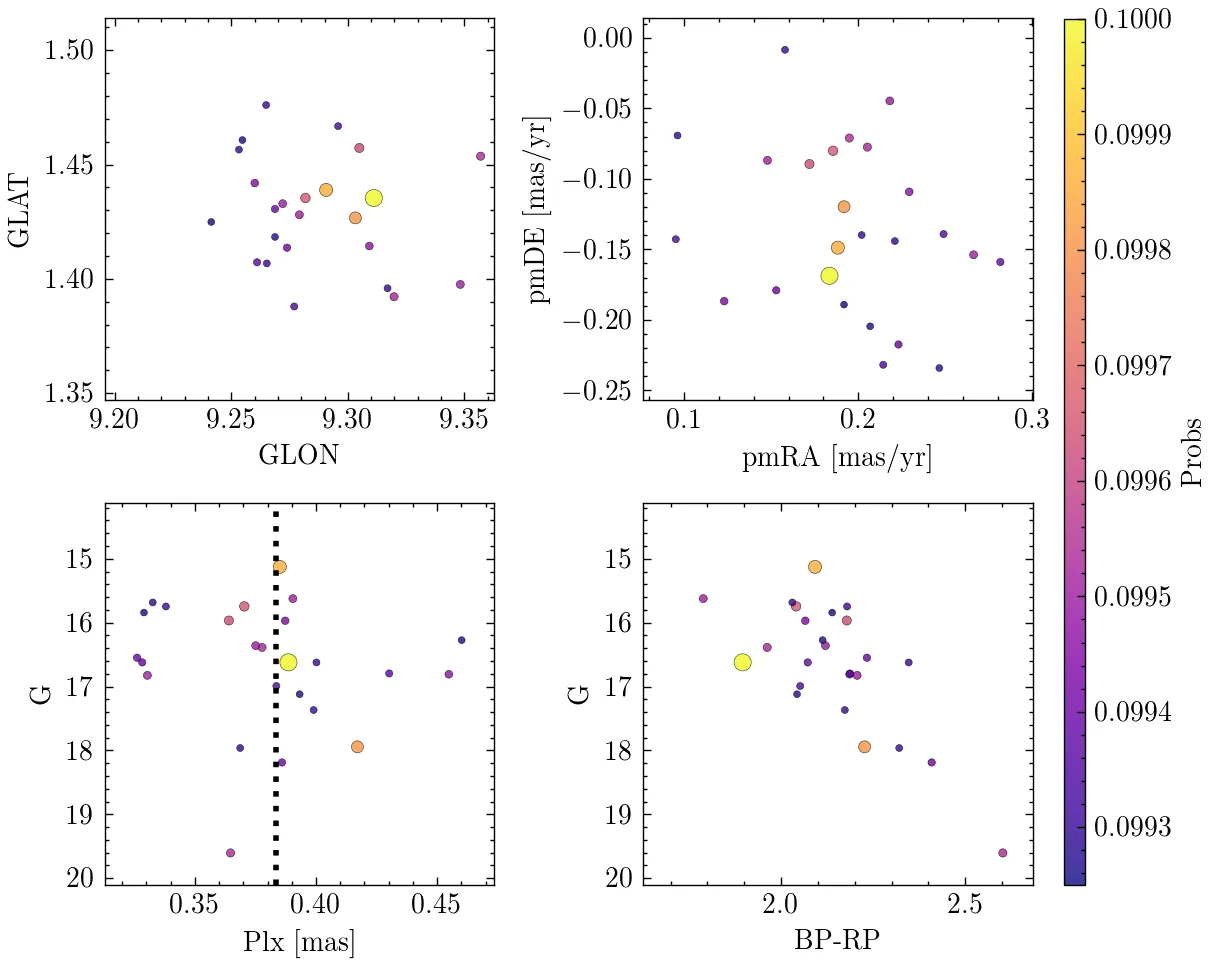 1.50
1.45
1.40
1.35
GLAT
9.20 9.25 9.30 9.35
GLON
0.00
−0.05
−0.10
−0.15
−0.20
−0.25
pmDE [mas/yr]
0.1 0.2 0.3
pmRA [mas/yr]
15
16
17
18
19
20
G
0.35 0.40 0.45
Plx [mas]
15
16
17
18
19
20
G
2.0 2.5
BP-RP
0.1000
0.0999
0.0998
0.0997
0.0996
0.0995
0.0994
0.0993
Probs